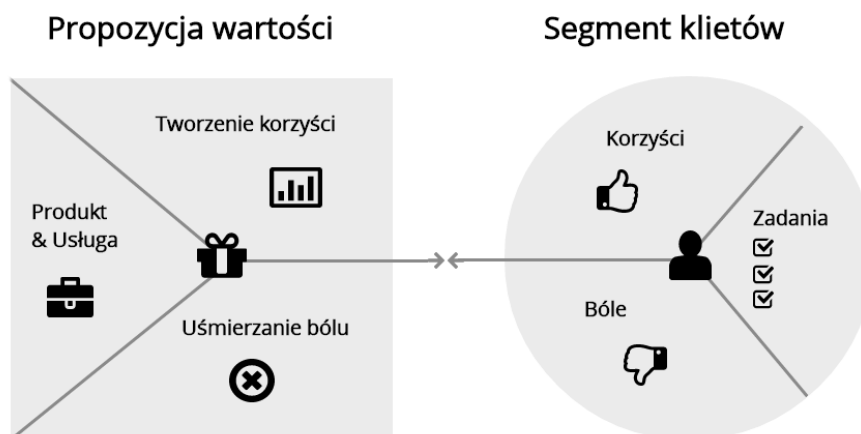 Propozycja wartości
Segment klietów
Tworzenie korzyści
Produkt
& Usługa
Uśmierzanie bólu
Korzyści
Zadania
Bóle